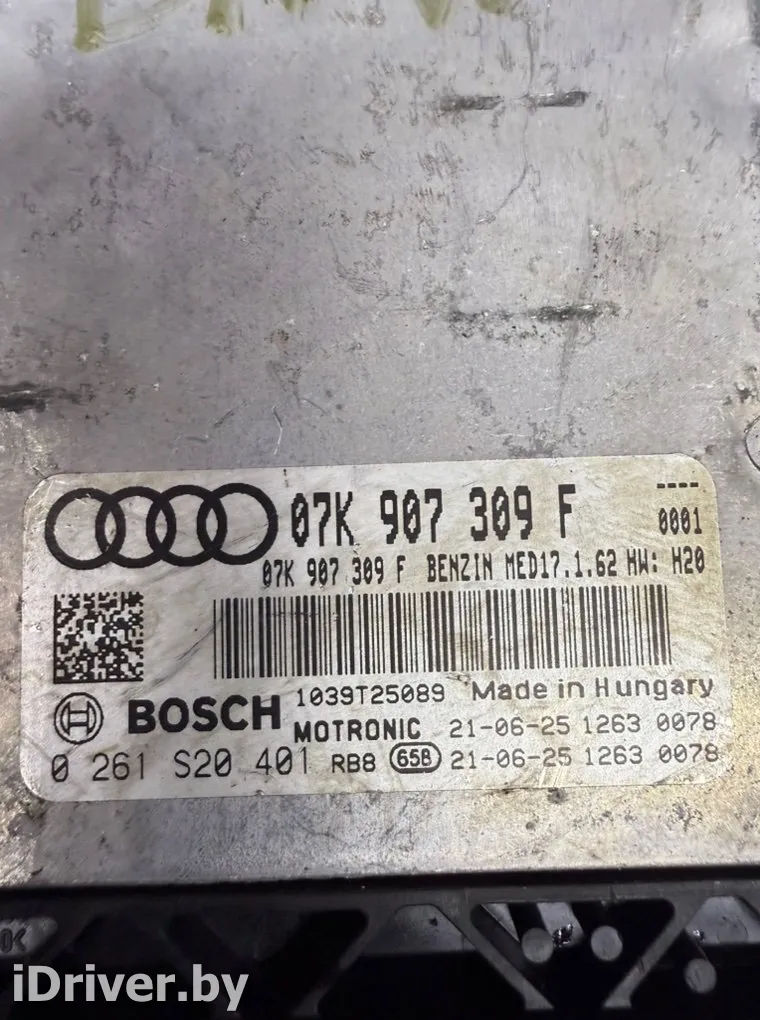 07K 907 309 F
----
0001
07K 907 309 F BENZIN MED17.1.62 HW: H20
BOSCH
1039T25089 Made in Hungary
MOTRONIC 21-06-25 1263 0078
0 261 S20 401 RB8 658 21-06-25 1263 0078
iDriver.by